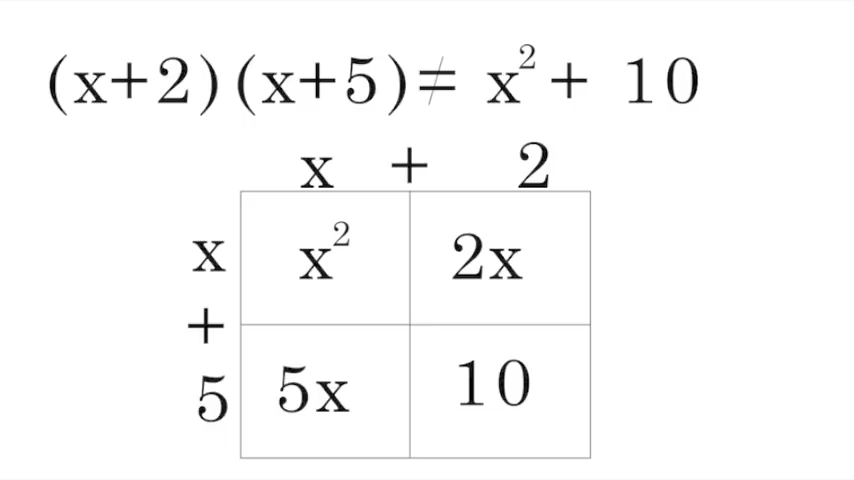 (x+2)(x+5)≠ x² + 10
x + 2
x x² 2x
+
5 5x 10